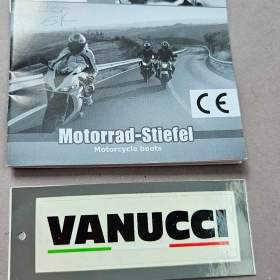 CE
Motorrad-Stiefel
Motorcycle boots
VANUCCI